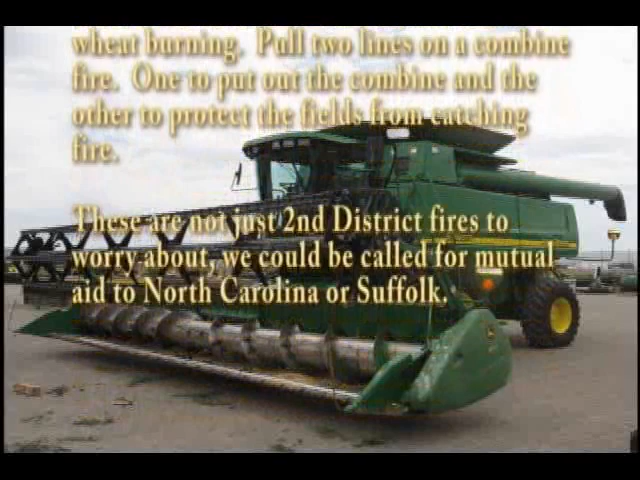 wheat burning. Pull two lines on a combine
fire. One to put out the combine and the
other to protect the fields from catching
fire.
These are not just 2nd District fires to
worry about, we could be called for mutual
aid to North Carolina or Suffolk.